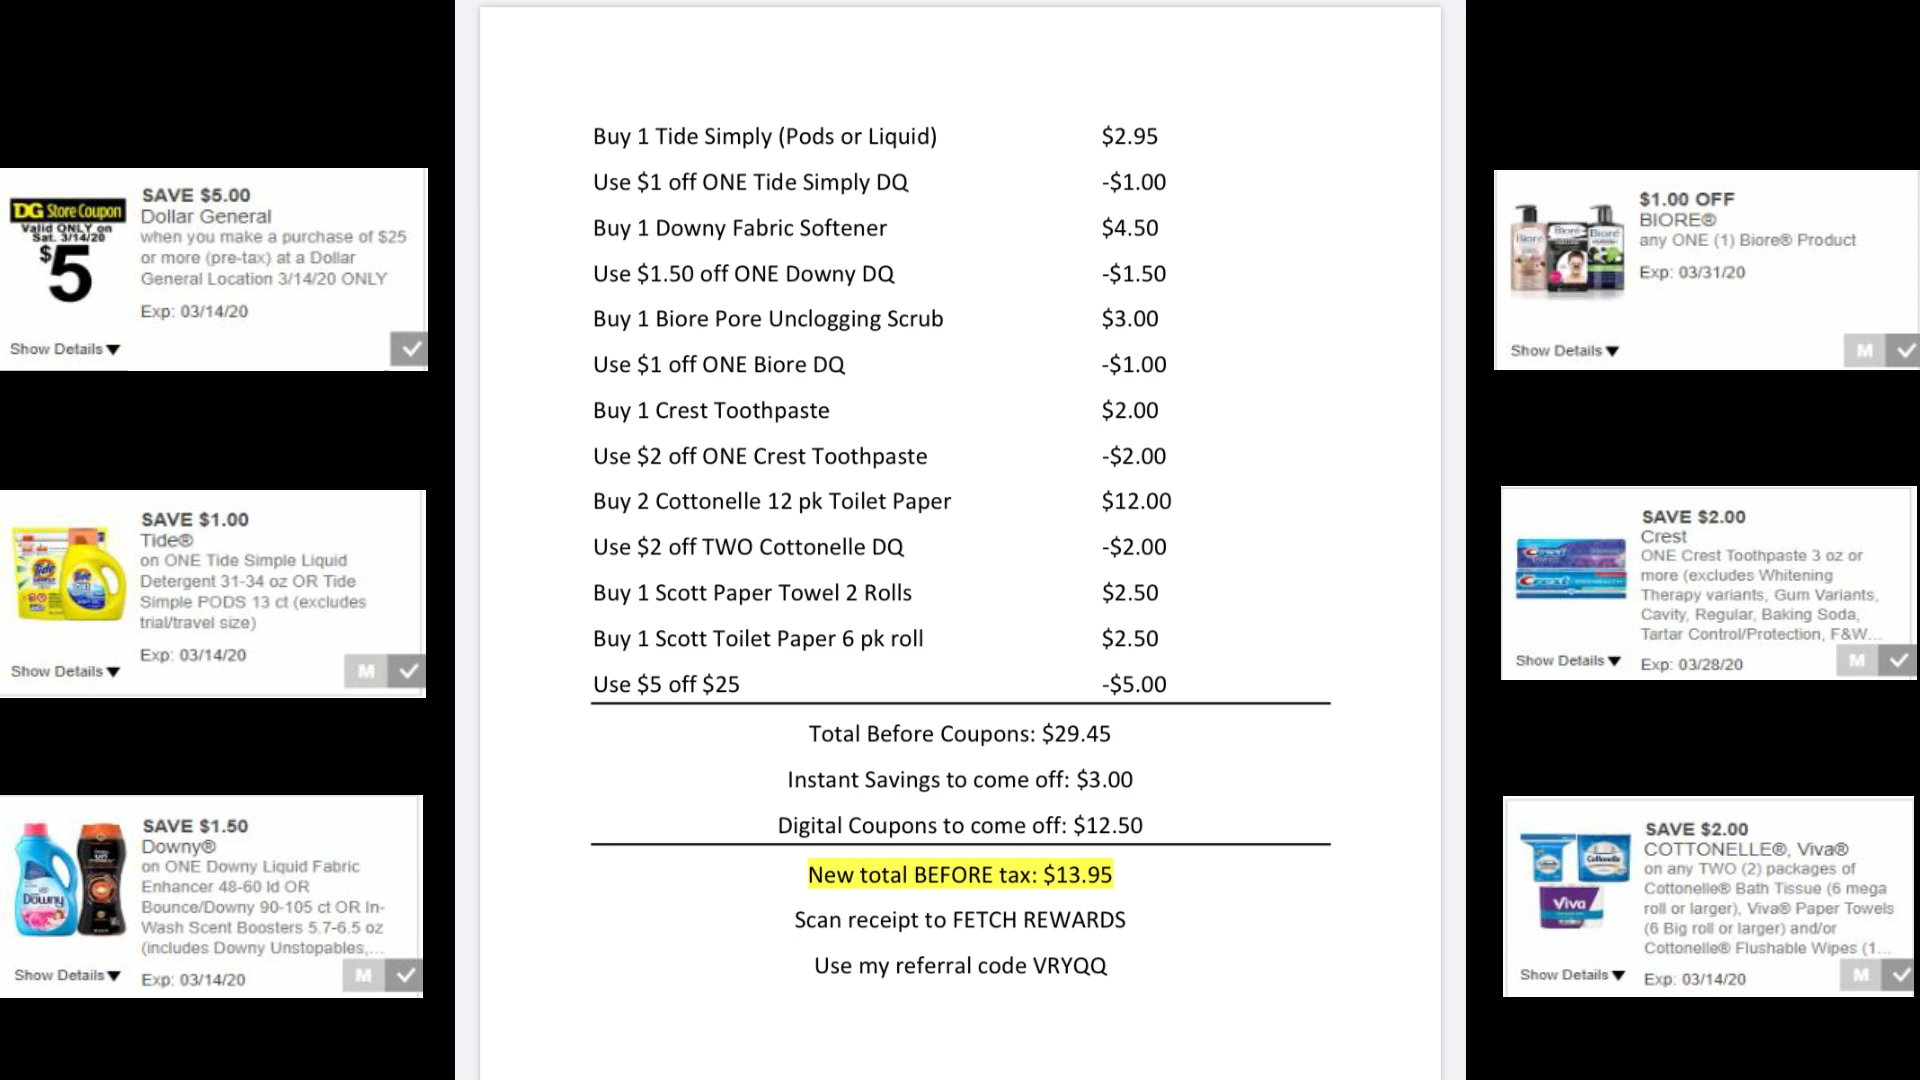 DG Store Coupon
Valid ONLY on
Sat. 3/14/20
$5
SAVE $5.00
Dollar General
when you make a purchase of $25
or more (pre-tax) at a Dollar
General Location 3/14/20 ONLY
Exp: 03/14/20
Show Details ▼
SAVE $1.00
Tide®
on ONE Tide Simple Liquid
Detergent 31-34 oz OR Tide
Simple PODS 13 ct (excludes
trial/travel size)
Exp: 03/14/20
Show Details ▼
M
SAVE $1.50
Downy®
on ONE Downy Liquid Fabric
Enhancer 48-60 ld OR
Bounce/Downy 90-105 ct OR In-
Wash Scent Boosters 5.7-6.5 oz
(includes Downy Unstopables,...
Exp: 03/14/20
Show Details ▼
M
Downy
Buy 1 Tide Simply (Pods or Liquid) $2.95
Use $1 off ONE Tide Simply DQ -$1.00
Buy 1 Downy Fabric Softener $4.50
Use $1.50 off ONE Downy DQ -$1.50
Buy 1 Biore Pore Unclogging Scrub $3.00
Use $1 off ONE Biore DQ -$1.00
Buy 1 Crest Toothpaste $2.00
Use $2 off ONE Crest Toothpaste -$2.00
Buy 2 Cottonelle 12 pk Toilet Paper $12.00
Use $2 off TWO Cottonelle DQ -$2.00
Buy 1 Scott Paper Towel 2 Rolls $2.50
Buy 1 Scott Toilet Paper 6 pk roll $2.50
Use $5 off $25 -$5.00
Total Before Coupons: $29.45
Instant Savings to come off: $3.00
Digital Coupons to come off: $12.50
New total BEFORE tax: $13.95
Scan receipt to FETCH REWARDS
Use my referral code VRYQQ
$1.00 OFF
BIORE®
any ONE (1) Biore® Product
Exp: 03/31/20
Show Details ▼
M
SAVE $2.00
Crest
ONE Crest Toothpaste 3 oz or
more (excludes Whitening
Therapy variants, Gum Variants,
Cavity, Regular, Baking Soda,
Tartar Control/Protection, F&W...
Exp: 03/28/20
Show Details ▼
M
SAVE $2.00
COTTONELLE®, Viva®
on any TWO (2) packages of
Cottonelle® Bath Tissue (6 mega
roll or larger), Viva® Paper Towels
(6 Big roll or larger) and/or
Cottonelle® Flushable Wipes (1...
Exp: 03/14/20
Show Details ▼
M
Viva